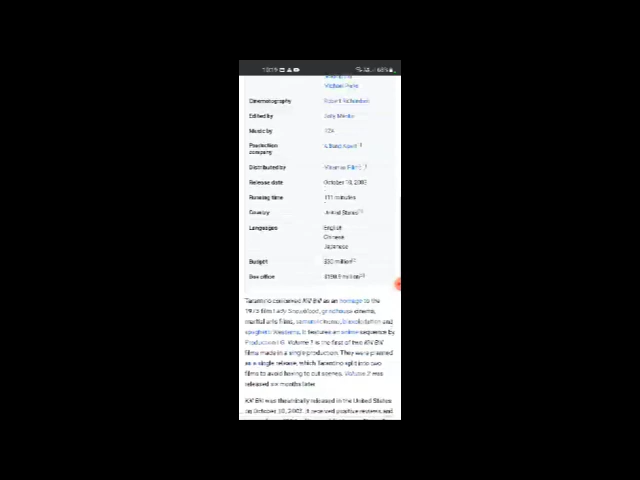 Michael Parks
Cinematography Robert Richardson
Edited by Sally Menke
Music by RZA
Production
company A Band Apart
Distributed by Miramax Films
Release date October 10, 2003
Running time 111 minutes
Country United States
Languages English
Chinese
Japanese
Budget $30 million
Box office
Tarantino conceived Kill Bill as an homage to the
1973 film Lady Snowblood, grindhouse cinema,
martial arts films, samurai cinema, blaxploitation and
spaghetti Westerns. It features an anime sequence by
Production I.G. Volume 1 is the first of two Kill Bill
films made in a single production. They were planned
as a single release, which Tarantino split into two
films to avoid having to cut scenes. Volume 2 was
released six months later.
Kill Bill was theatrically released in the United States
on October 10, 2003. It received positive reviews and